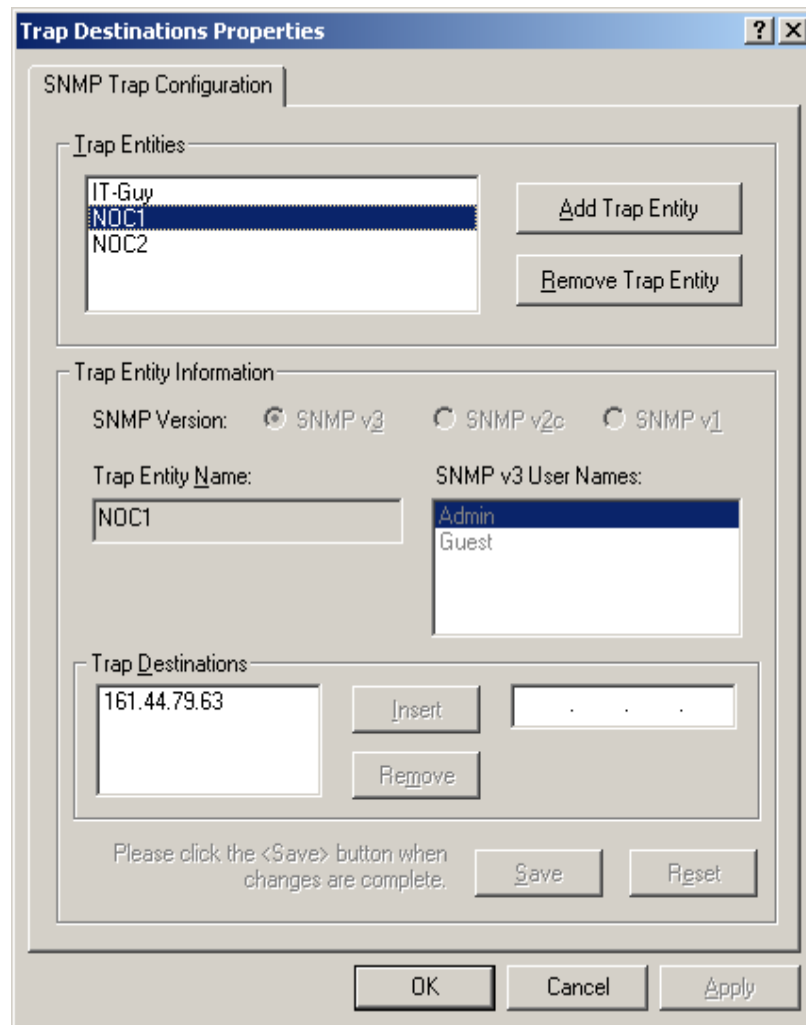 Trap Destinations Properties
SNMP Trap Configuration
Trap Entities
IT-Guy
NOC1
NOC2
Add Trap Entity
Remove Trap Entity
Trap Entity Information
SNMP Version: SNMP v3 SNMP v2c SNMP v1
Trap Entity Name:
NOC1
SNMP v3 User Names:
Admin
Guest
Trap Destinations
161.44.79.63
Insert
. . .
Remove
Please click the <Save> button when
changes are complete.
Save
Reset
OK
Cancel
Apply